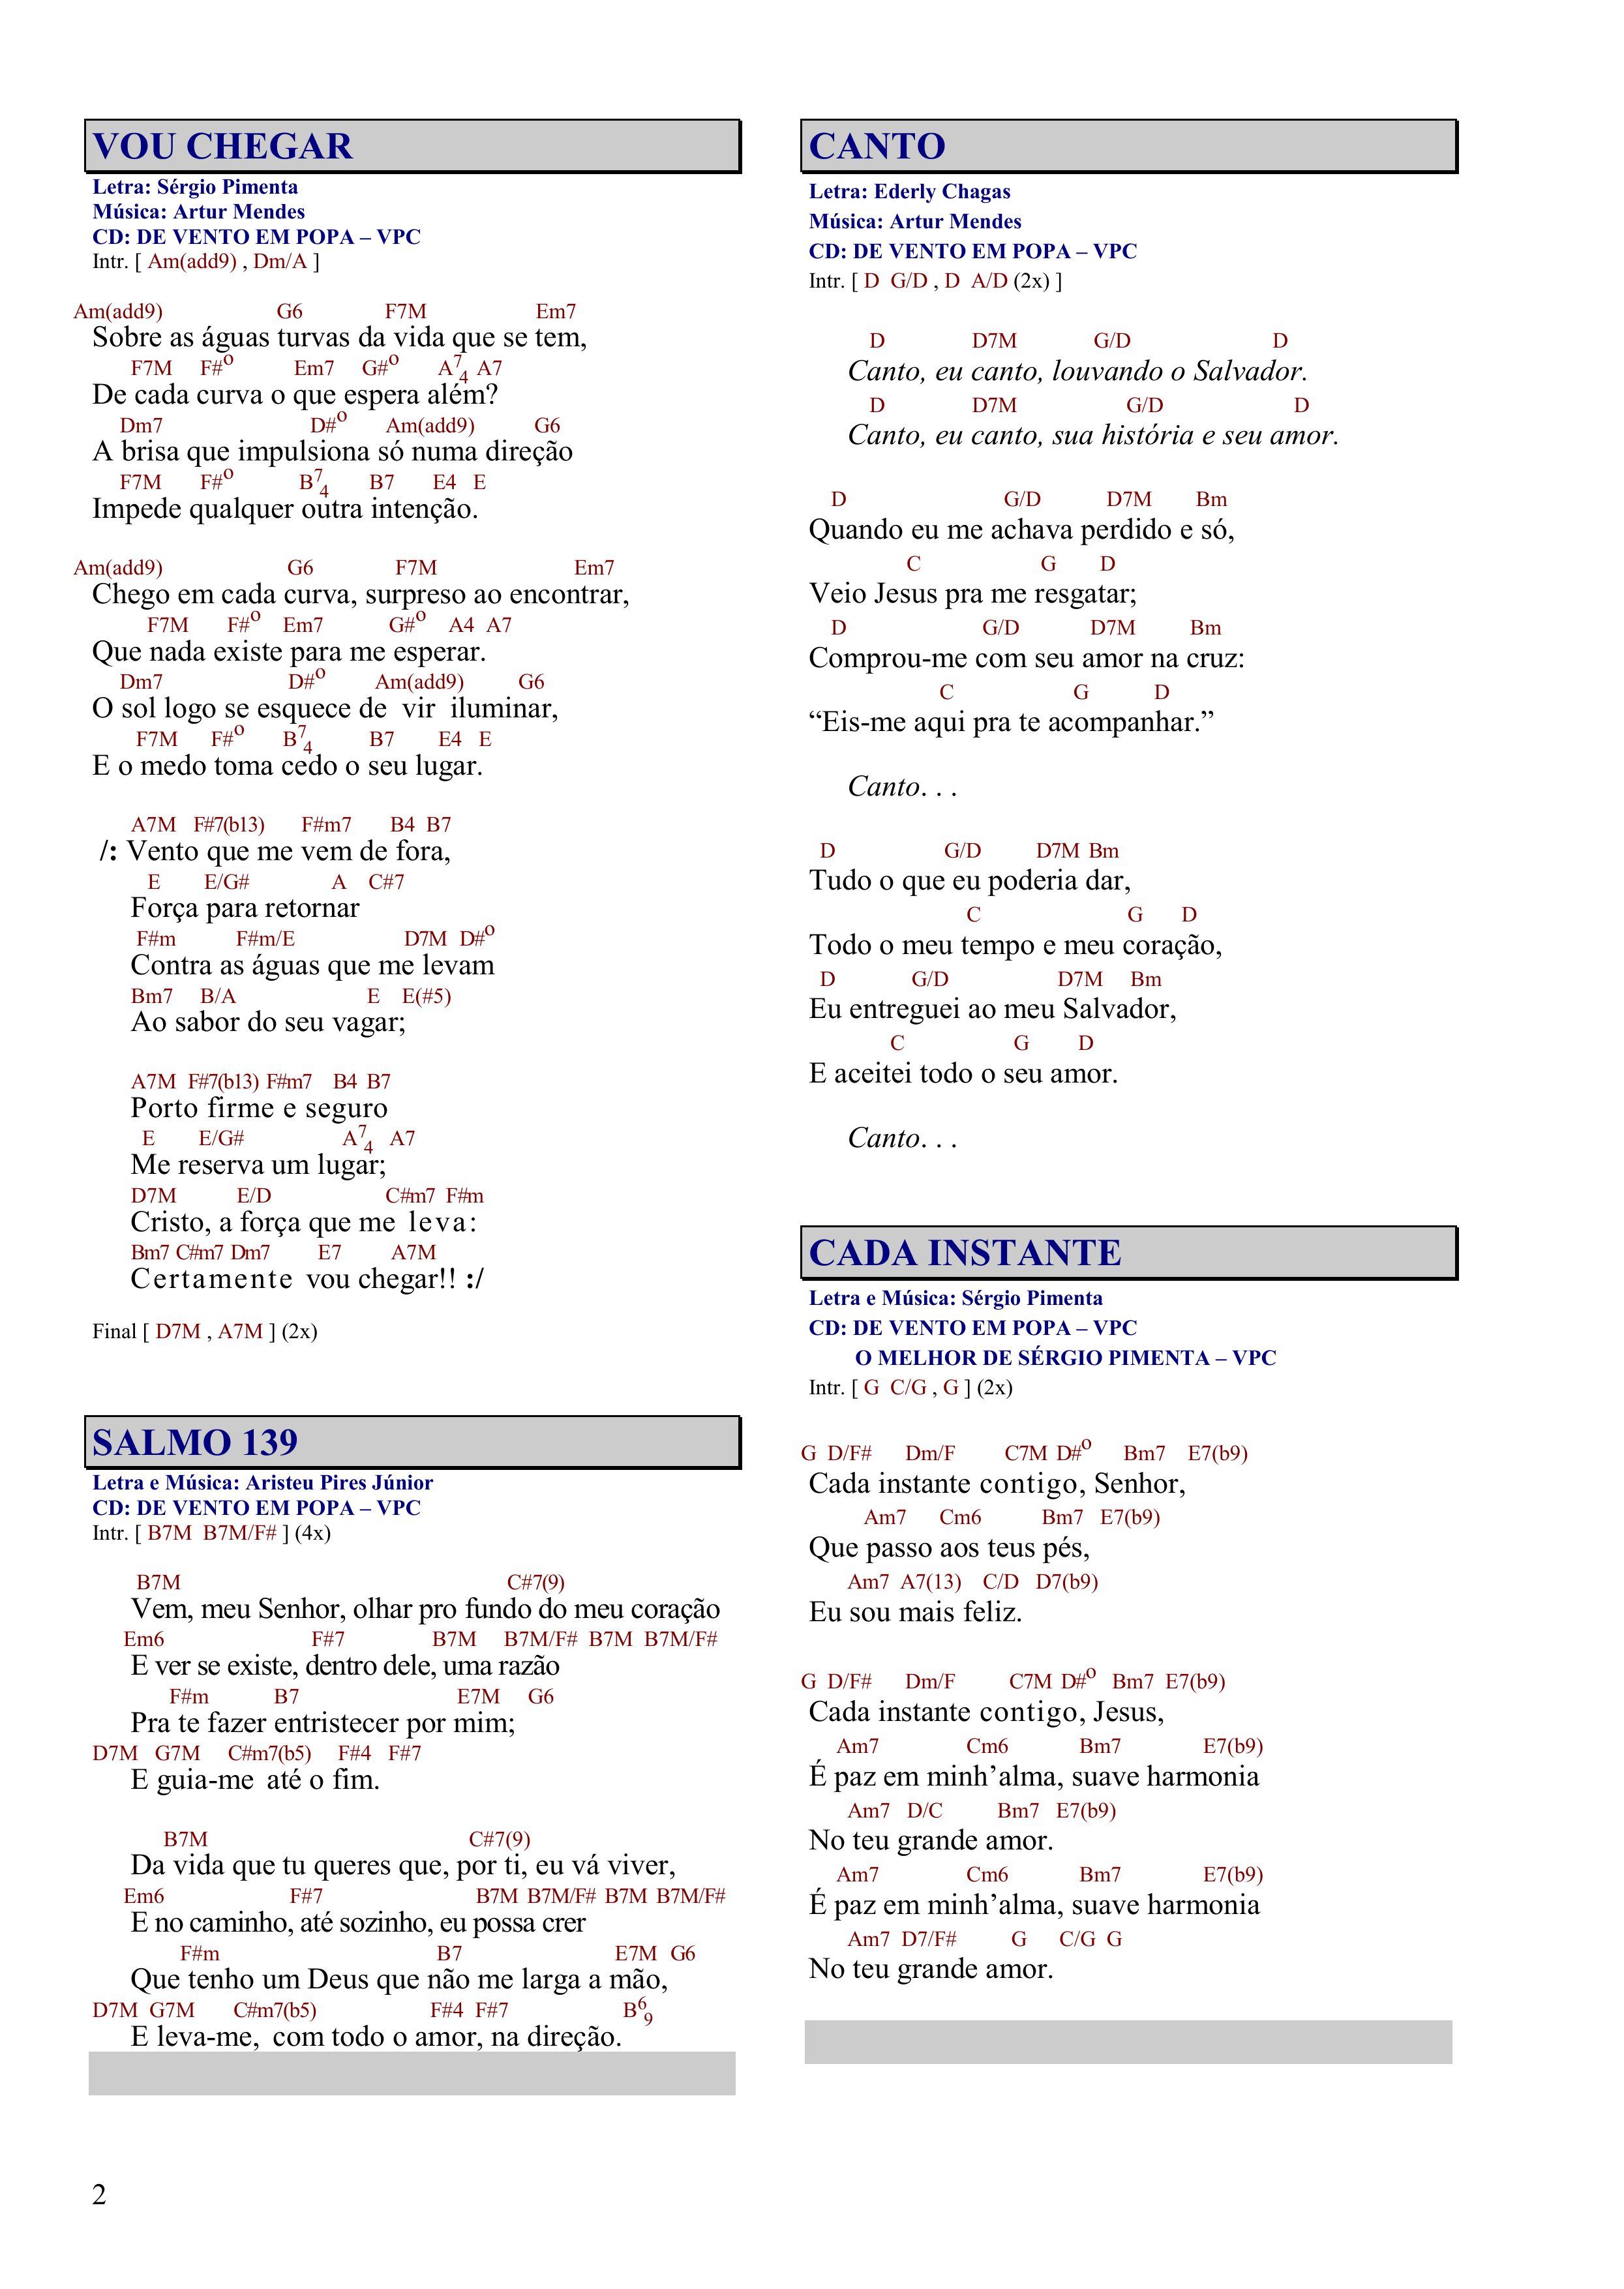 VOU CHEGAR
Letra: Sérgio Pimenta
Música: Artur Mendes
CD: DE VENTO EM POPA – VPC
Intr. [ Am(add9) , Dm/A ]
Am(add9) G6 F7M Em7
Sobre as águas turvas da vida que se tem,
F7M F#º Em7 G#º A7 4 A7
De cada curva o que espera além?
Dm7 D#º Am(add9) G6
A brisa que impulsiona só numa direção
F7M F#º B7 4 B7 E4 E
Impede qualquer outra intenção.
Am(add9) G6 F7M Em7
Chego em cada curva, surpreso ao encontrar,
F7M F#º Em7 G#º A4 A7
Que nada existe para me esperar.
Dm7 D#º Am(add9) G6
O sol logo se esquece de vir iluminar,
F7M F#º B7 4 B7 E4 E
E o medo toma cedo o seu lugar.
A7M F#7(b13) F#m7 B4 B7
/: Vento que me vem de fora,
E E/G# A C#7
Força para retornar
F#m F#m/E D7M D#º
Contra as águas que me levam
Bm7 B/A E E(#5)
Ao sabor do seu vagar;
A7M F#7(b13) F#m7 B4 B7
Porto firme e seguro
E E/G# A7 4 A7
Me reserva um lugar;
D7M E/D C#m7 F#m
Cristo, a força que me leva:
Bm7 C#m7 Dm7 E7 A7M
Certamente vou chegar!! :/
Final [ D7M , A7M ] (2x)
SALMO 139
Letra e Música: Aristeu Pires Júnior
CD: DE VENTO EM POPA – VPC
Intr. [ B7M B7M/F# ] (4x)
B7M C#7(9)
Vem, meu Senhor, olhar pro fundo do meu coração
Em6 F#7 B7M B7M/F# B7M B7M/F#
E ver se existe, dentro dele, uma razão
F#m B7 E7M G6
Pra te fazer entristecer por mim;
D7M G7M C#m7(b5) F#4 F#7
E guia-me até o fim.
B7M C#7(9)
Da vida que tu queres que, por ti, eu vá viver,
Em6 F#7 B7M B7M/F# B7M B7M/F#
E no caminho, até sozinho, eu possa crer
F#m B7 E7M G6
Que tenho um Deus que não me larga a mão,
D7M G7M C#m7(b5) F#4 F#7 B6 9
E leva-me, com todo o amor, na direção.
2
CANTO
Letra: Ederly Chagas
Música: Artur Mendes
CD: DE VENTO EM POPA – VPC
Intr. [ D G/D , D A/D (2x) ]
D D7M G/D D
Canto, eu canto, louvando o Salvador.
D D7M G/D D
Canto, eu canto, sua história e seu amor.
D G/D D7M Bm
Quando eu me achava perdido e só,
C G D
Veio Jesus pra me resgatar;
D G/D D7M Bm
Comprou-me com seu amor na cruz:
C G D
“Eis-me aqui pra te acompanhar.”
Canto. . .
D G/D D7M Bm
Tudo o que eu poderia dar,
C G D
Todo o meu tempo e meu coração,
D G/D D7M Bm
Eu entreguei ao meu Salvador,
C G D
E aceitei todo o seu amor.
Canto. . .
CADA INSTANTE
Letra e Música: Sérgio Pimenta
CD: DE VENTO EM POPA – VPC
O MELHOR DE SÉRGIO PIMENTA – VPC
Intr. [ G C/G , G ] (2x)
G D/F# Dm/F C7M D#º Bm7 E7(b9)
Cada instante contigo, Senhor,
Am7 Cm6 Bm7 E7(b9)
Que passo aos teus pés,
Am7 A7(13) C/D D7(b9)
Eu sou mais feliz.
G D/F# Dm/F C7M D#º Bm7 E7(b9)
Cada instante contigo, Jesus,
Am7 Cm6 Bm7 E7(b9)
É paz em minh’alma, suave harmonia
Am7 D/C Bm7 E7(b9)
No teu grande amor.
Am7 Cm6 Bm7 E7(b9)
É paz em minh’alma, suave harmonia
Am7 D7/F# G C/G G
No teu grande amor.